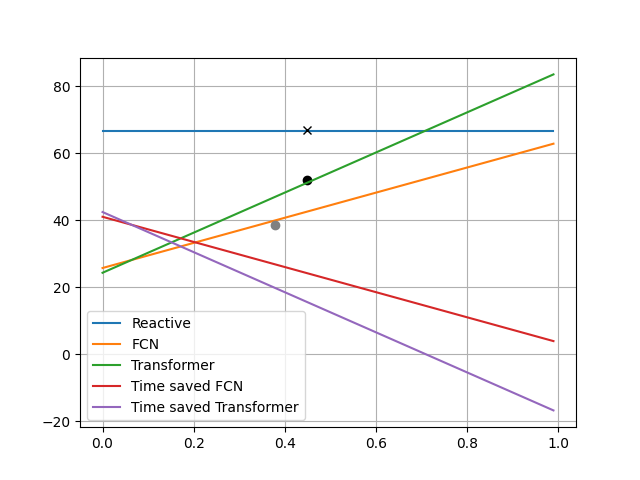 80
60
40
20
0
−20
Reactive
FCN
Transformer
Time saved FCN
Time saved Transformer
0.0 0.2 0.4 0.6 0.8 1.0